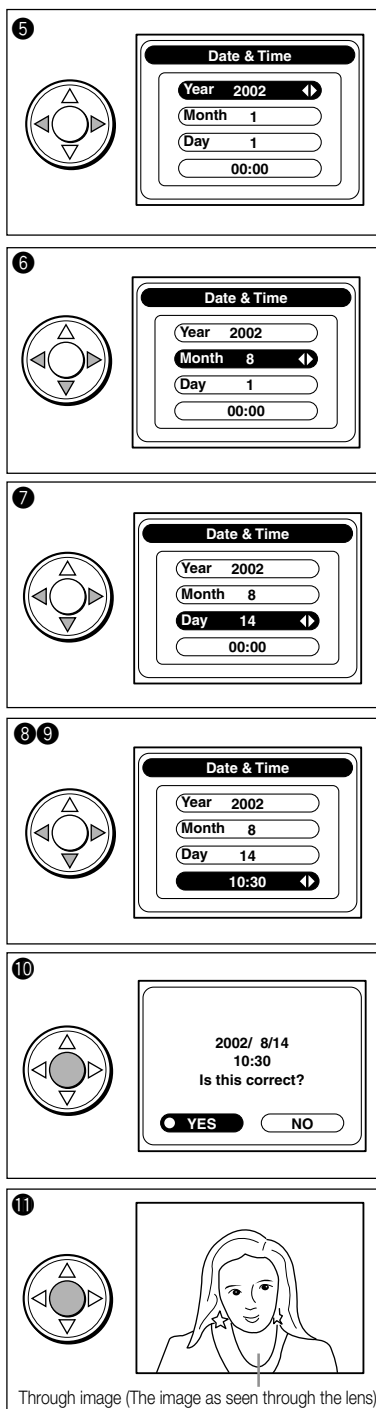 5
Date & Time
Year 2002
Month 1
Day 1
00:00
6
Date & Time
Year 2002
Month 8
Day 1
00:00
7
Date & Time
Year 2002
Month 8
Day 14
00:00
8 9
Date & Time
Year 2002
Month 8
Day 14
10:30
10
2002/ 8/14
10:30
Is this correct?
YES NO
11
Through image (The image as seen through the lens)